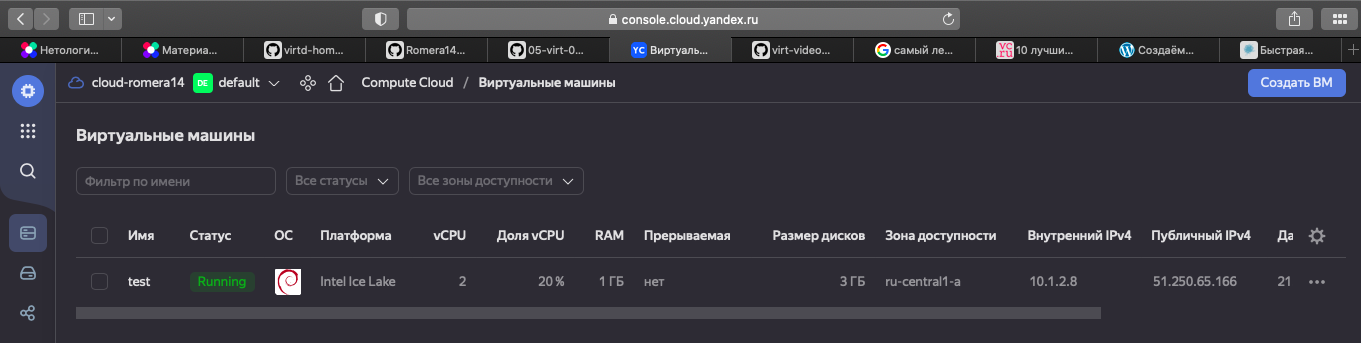 console.cloud.yandex.ru
Нетологи... Материа... virtd-hom... Romera14... 05-virt-0... YC Виртуаль... virt-video... G самый ле... vc ru 10 лучши... Создаём... Быстрая...
cloud-romera14 DE default Compute Cloud / Виртуальные машины Создать ВМ
Виртуальные машины
Фильтр по имени Все статусы Все зоны доступности
Имя Статус ОС Платформа vCPU Доля vCPU RAM Прерываемая Размер дисков Зона доступности Внутренний IPv4 Публичный IPv4 Да
test Running Intel Ice Lake 2 20 % 1 ГБ нет 3 ГБ ru-central1-a 10.1.2.8 51.250.65.166 21